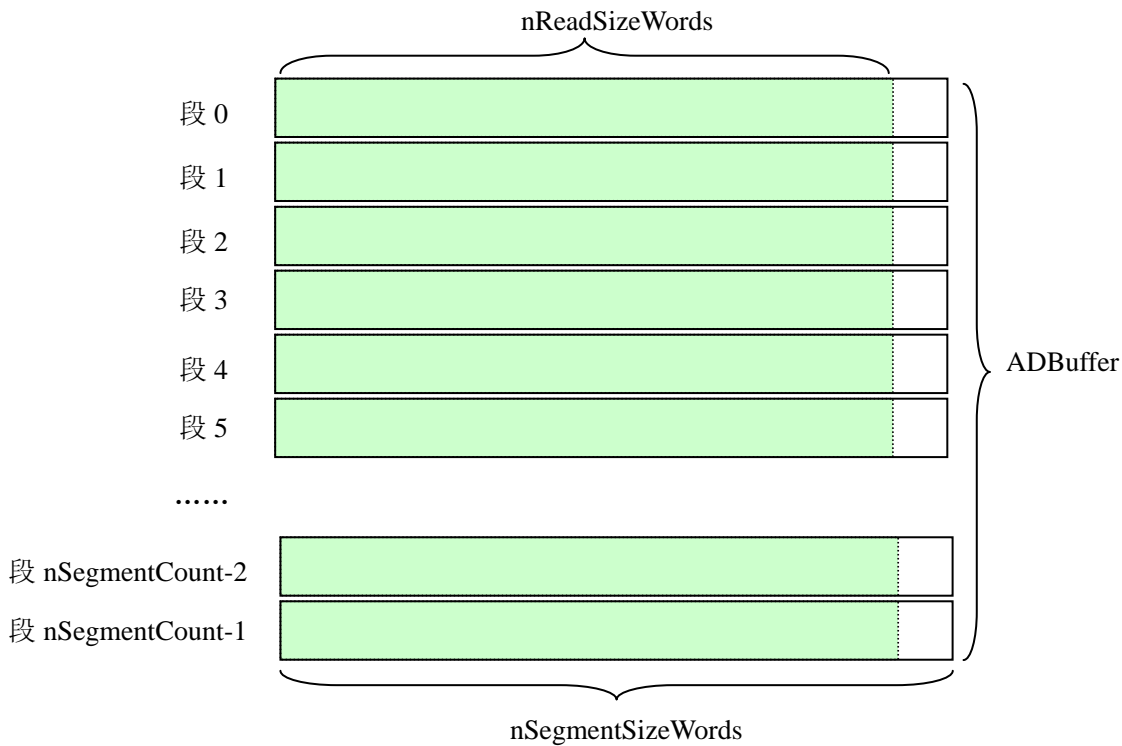 nReadSizeWords
段 0
段 1
段 2
段 3
段 4
ADBuffer
段 5
……
段 nSegmentCount-2
段 nSegmentCount-1
nSegmentSizeWords